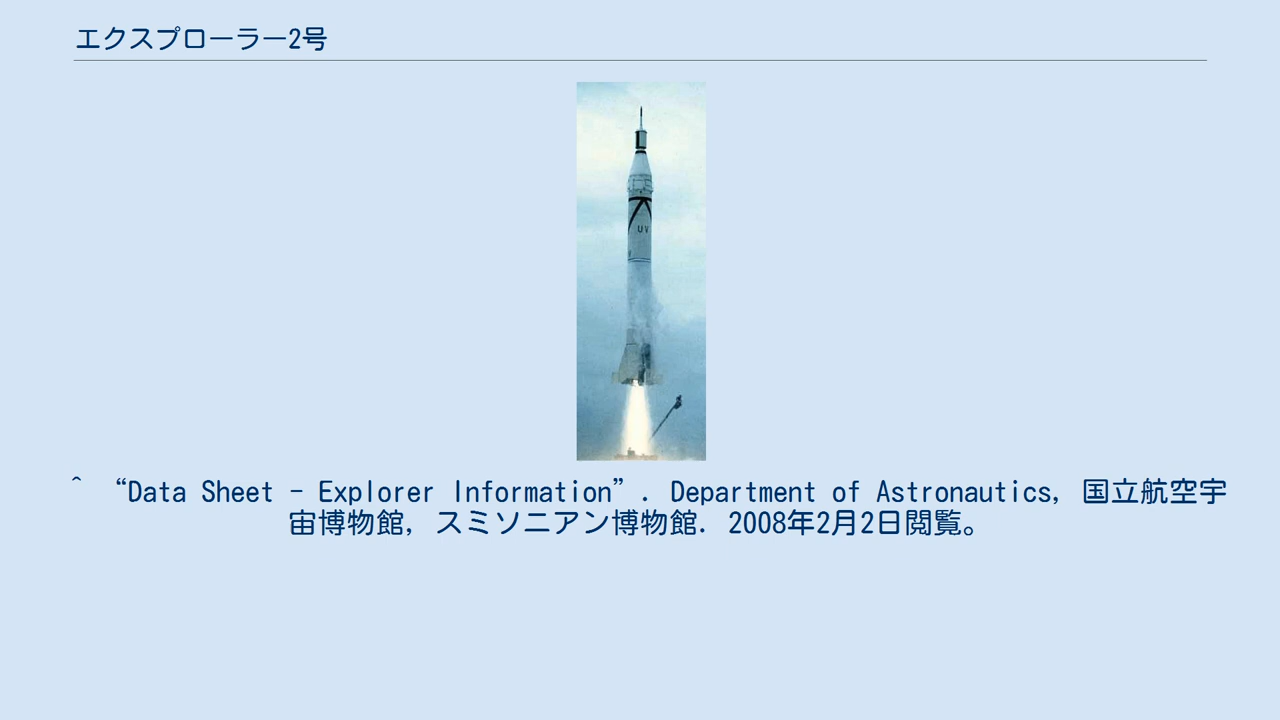 エクスプローラー2号
UV
^ “Data Sheet - Explorer Information”. Department of Astronautics, 国立航空宇
宙博物館, スミソニアン博物館. 2008年2月2日閲覧。